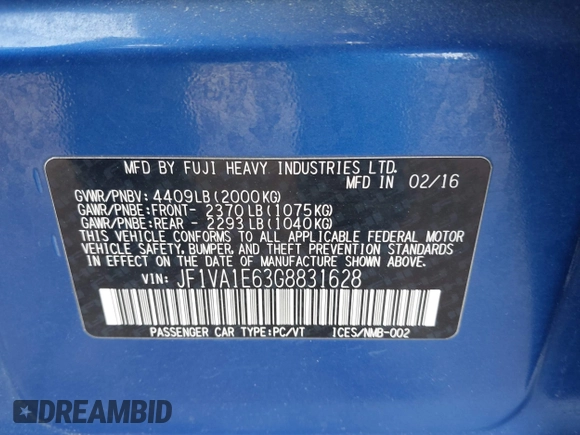 MFD BY FUJI HEAVY INDUSTRIES LTD.
MFD IN 02/16
GVWR/PNBV: 4409LB(2000KG)
GAWR/PNBE:FRONT- 2370LB(1075KG)
GAWR/PNBE:REAR - 2293LB(1040KG)
THIS VEHICLE CONFORMS TO ALL APPLICABLE FEDERAL MOTOR
VEHICLE SAFETY, BUMPER, AND THEFT PREVENTION STANDARDS
IN EFFECT ON THE DATE OF MANUFACTURE SHOWN ABOVE.
VIN: JF1VA1E63G8831628
PASSENGER CAR TYPE:PC/VT ICES/NMB-002
DREAMBID